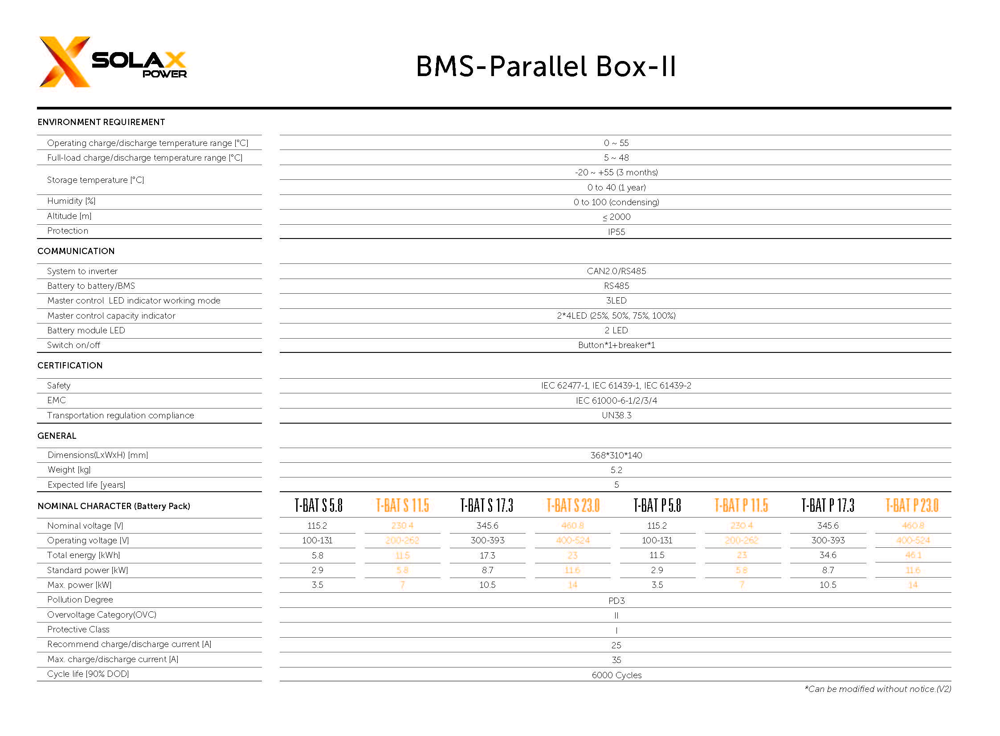 SOLAX
POWER
BMS-Parallel Box-II
ENVIRONMENT REQUIREMENT
Operating charge/discharge temperature range [°C] 0 ~ 55
Full-load charge/discharge temperature range [°C] 5 ~ 48
Storage temperature [°C] -20 ~ +55 (3 months)
0 to 40 (1 year)
Humidity [%] 0 to 100 (condensing)
Altitude [m] ≤ 2000
Protection IP55
COMMUNICATION
System to inverter CAN2.0/RS485
Battery to battery/BMS RS485
Master control LED indicator working mode 3LED
Master control capacity indicator 2*4LED (25%, 50%, 75%, 100%)
Battery module LED 2 LED
Switch on/off Button*1+breaker*1
CERTIFICATION
Safety IEC 62477-1, IEC 61439-1, IEC 61439-2
EMC IEC 61000-6-1/2/3/4
Transportation regulation compliance UN38.3
GENERAL
Dimensions(LxWxH) [mm] 368*310*140
Weight [kg] 5.2
Expected life [years] 5
NOMINAL CHARACTER (Battery Pack) T-BAT S 5.8 T-BAT S 11.5 T-BAT S 17.3 T-BAT S 23.0 T-BAT P 5.8 T-BAT P 11.5 T-BAT P 17.3 T-BAT P 23.0
Nominal voltage [V] 115.2 230.4 345.6 460.8 115.2 230.4 345.6 460.8
Operating voltage [V] 100-131 200-262 300-393 400-524 100-131 200-262 300-393 400-524
Total energy [kWh] 5.8 11.5 17.3 23 11.5 23 34.6 46.1
Standard power [kW] 2.9 5.8 8.7 11.6 2.9 5.8 8.7 11.6
Max. power [kW] 3.5 7 10.5 14 3.5 7 10.5 14
Pollution Degree PD3
Overvoltage Category(OVC) II
Protective Class I
Recommend charge/discharge current [A] 25
Max. charge/discharge current [A] 35
Cycle life [90% DOD] 6000 Cycles
*Can be modified without notice.(V2)